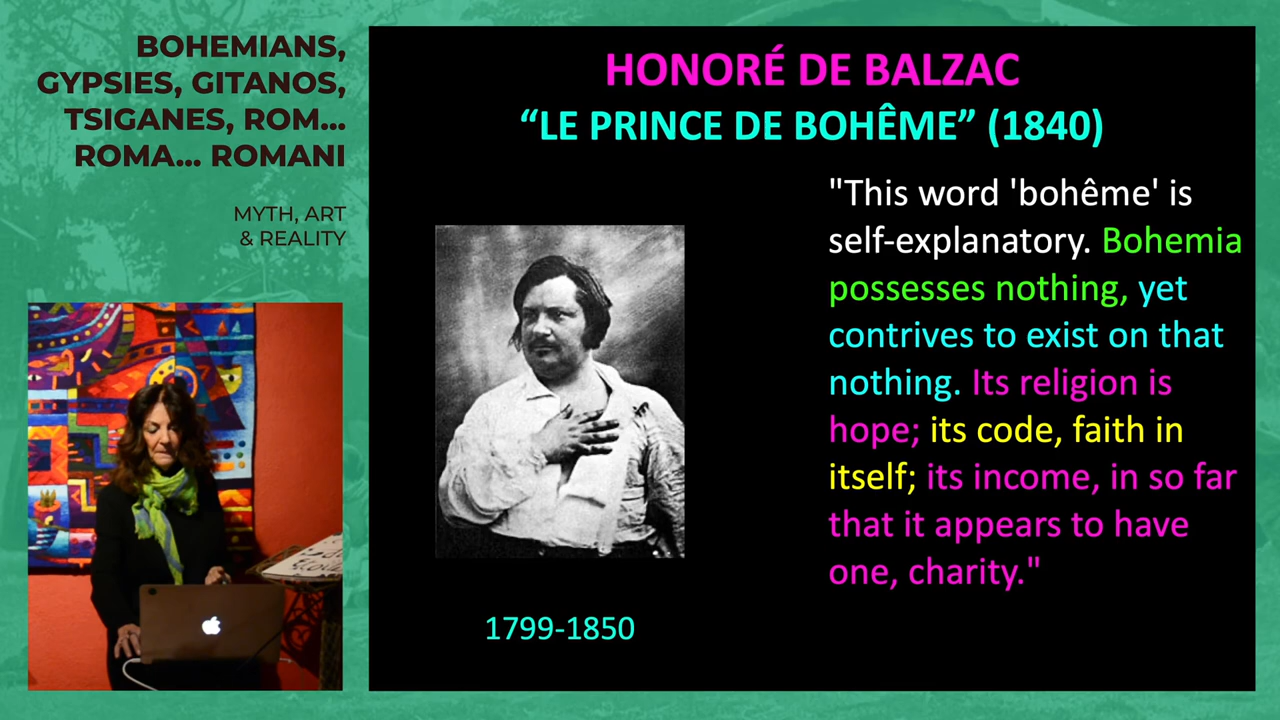 BOHEMIANS,
GYPSIES, GITANOS,
TSIGANES, ROM...
ROMA... ROMANI
MYTH, ART
& REALITY
HONORÉ DE BALZAC
“LE PRINCE DE BOHÊME” (1840)
"This word 'bohême' is
self-explanatory. Bohemia
possesses nothing, yet
contrives to exist on that
nothing. Its religion is
hope; its code, faith in
itself; its income, in so far
that it appears to have
one, charity."
1799-1850